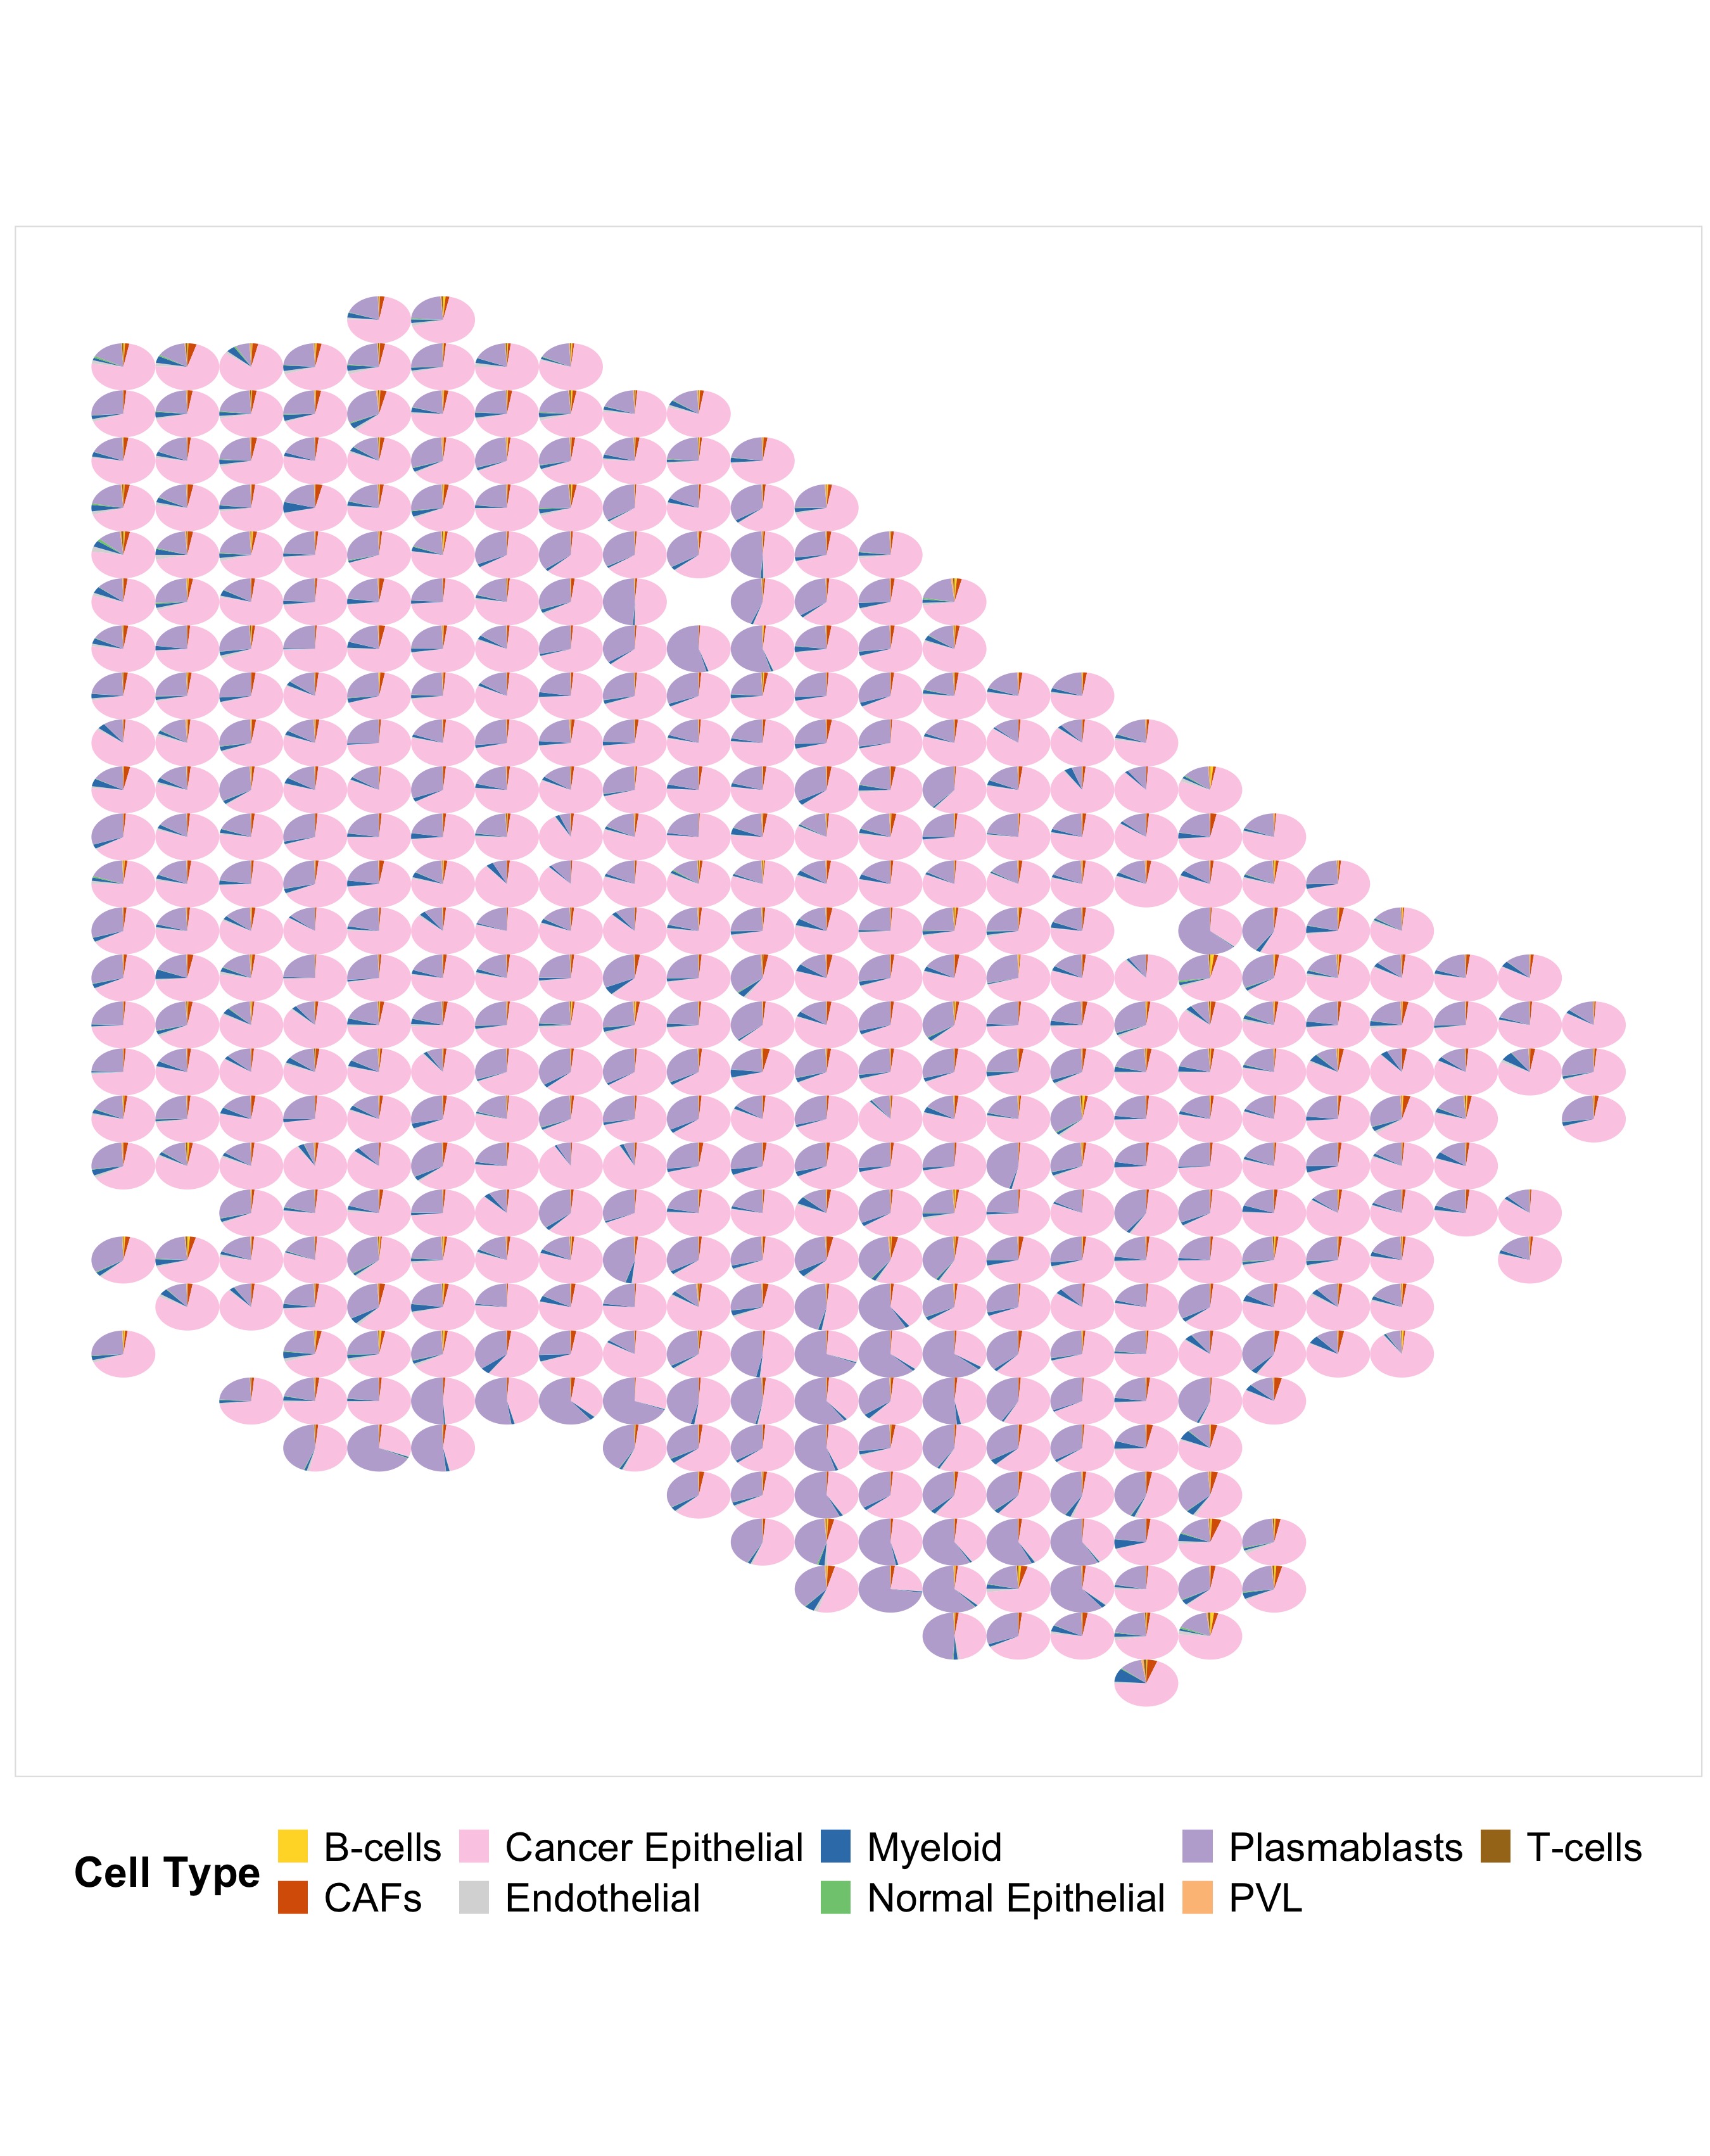 B-cells Cancer Epithelial Myeloid Plasmablasts T-cells
Cell Type
CAFs Endothelial Normal Epithelial PVL